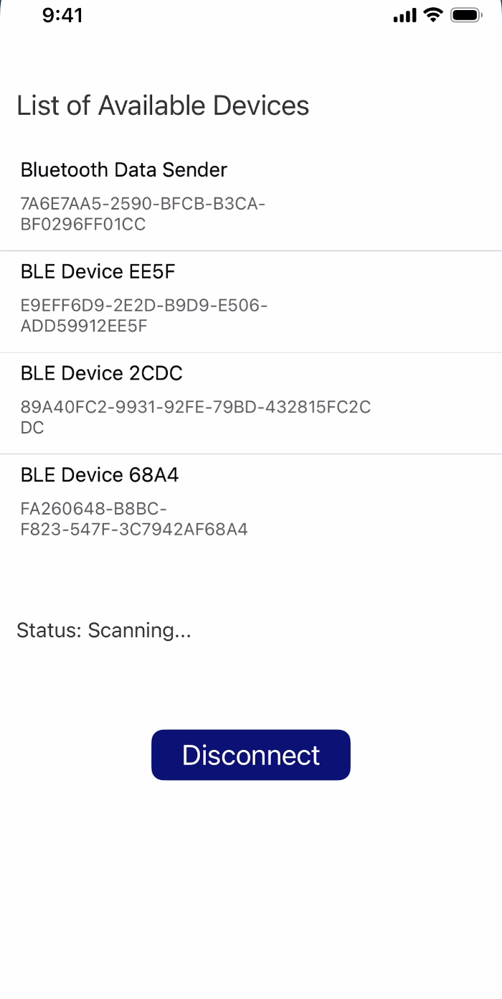 9:41
List of Available Devices
Bluetooth Data Sender
7A6E7AA5-2590-BFCB-B3CA-
BF0296FF01CC
BLE Device EE5F
E9EFF6D9-2E2D-B9D9-E506-
ADD59912EE5F
BLE Device 2CDC
89A40FC2-9931-92FE-79BD-432815FC2C
DC
BLE Device 68A4
FA260648-B8BC-
F823-547F-3C7942AF68A4
Status: Scanning...
Disconnect